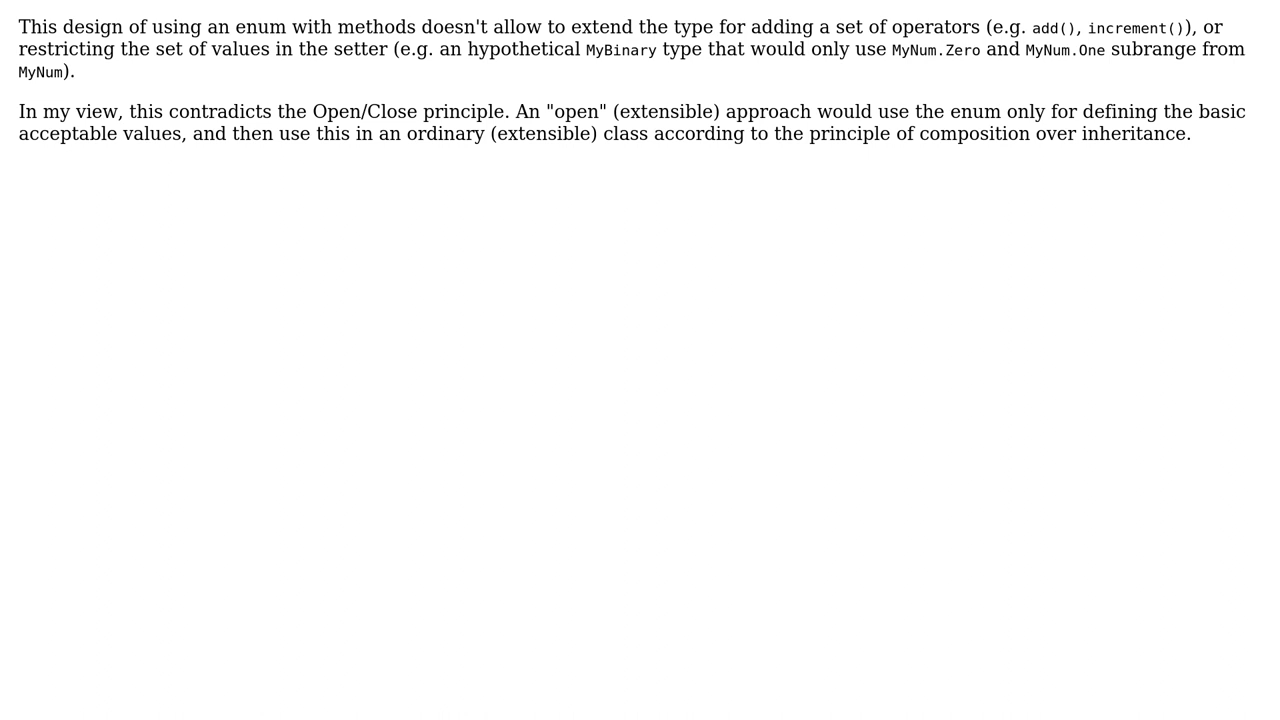 This design of using an enum with methods doesn't allow to extend the type for adding a set of operators (e.g. add(), increment()), or
restricting the set of values in the setter (e.g. an hypothetical MyBinary type that would only use MyNum.Zero and MyNum.One subrange from
MyNum).
In my view, this contradicts the Open/Close principle. An "open" (extensible) approach would use the enum only for defining the basic
acceptable values, and then use this in an ordinary (extensible) class according to the principle of composition over inheritance.